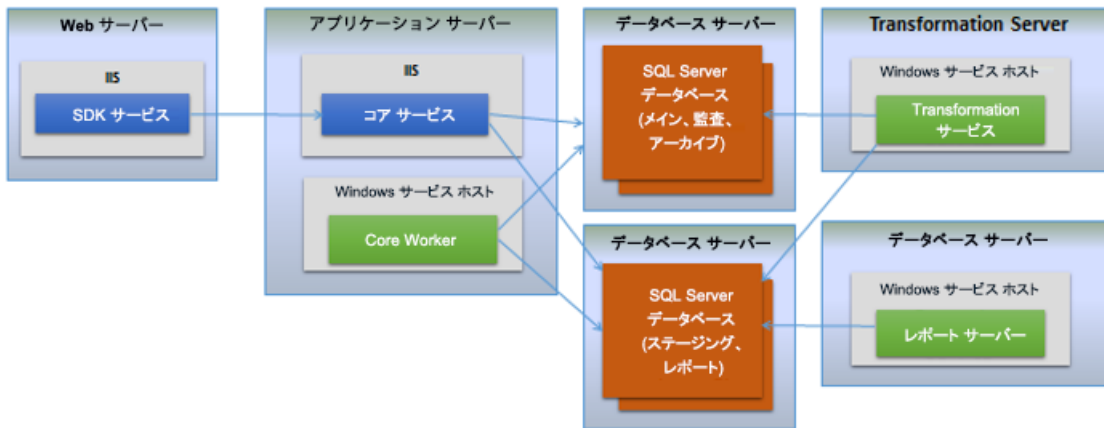 Web サーバー
IIS
SDK サービス
アプリケーション サーバー
IIS
コア サービス
Windows サービス ホスト
Core Worker
データベース サーバー
SQL Server
データベース
(メイン、監査、
アーカイブ)
データベース サーバー
SQL Server
データベース
(ステージング、
レポート)
Transformation Server
Windows サービス ホスト
Transformation
サービス
データベース サーバー
Windows サービス ホスト
レポート サーバー